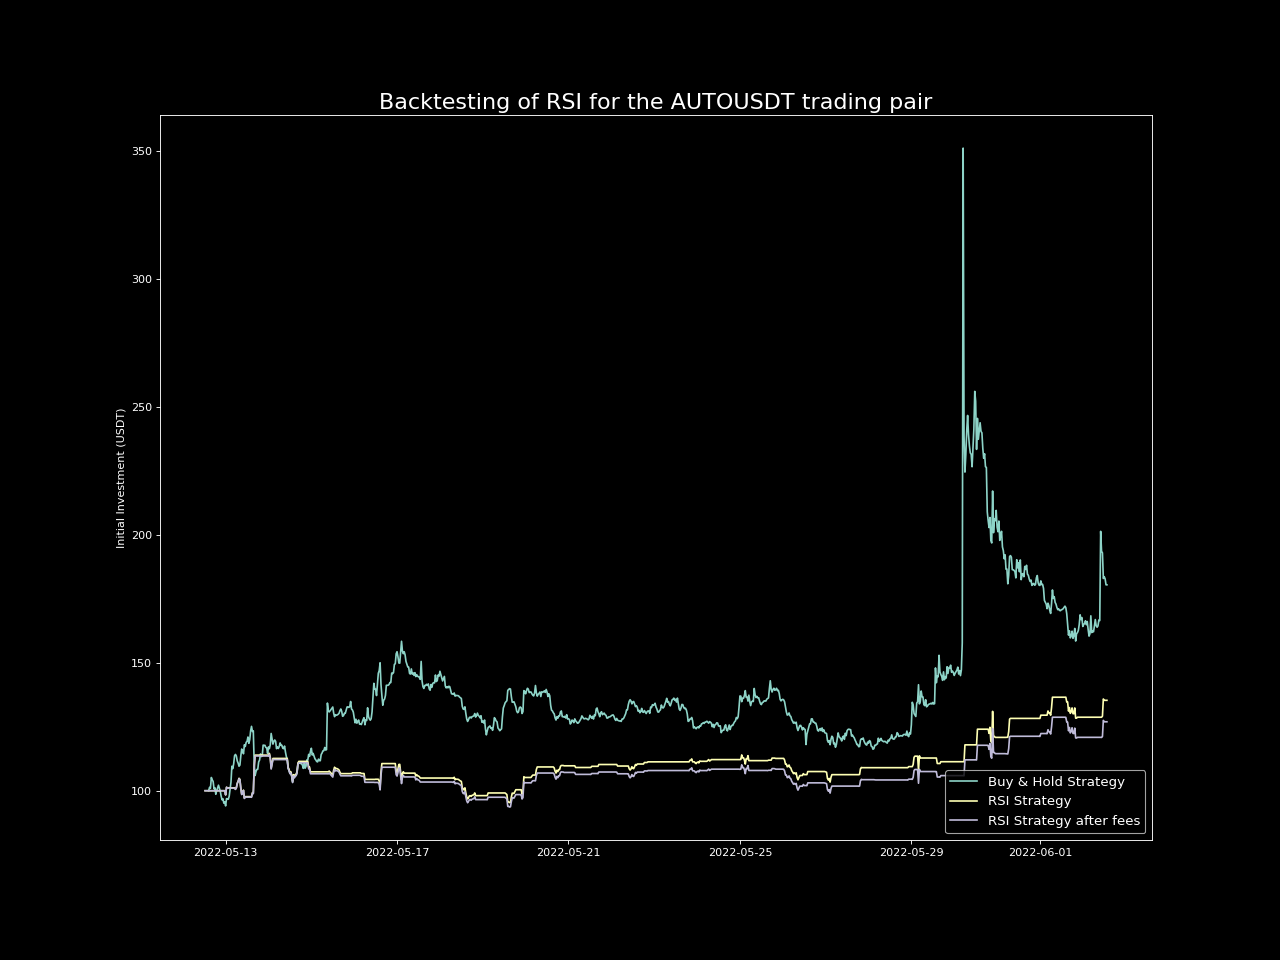 Backtesting of RSI for the AUTOUSDT trading pair
Initial Investment (USDT)
350
300
250
200
150
100
2022-05-13
2022-05-17
2022-05-21
2022-05-25
2022-05-29
2022-06-01
Buy & Hold Strategy
RSI Strategy
RSI Strategy after fees